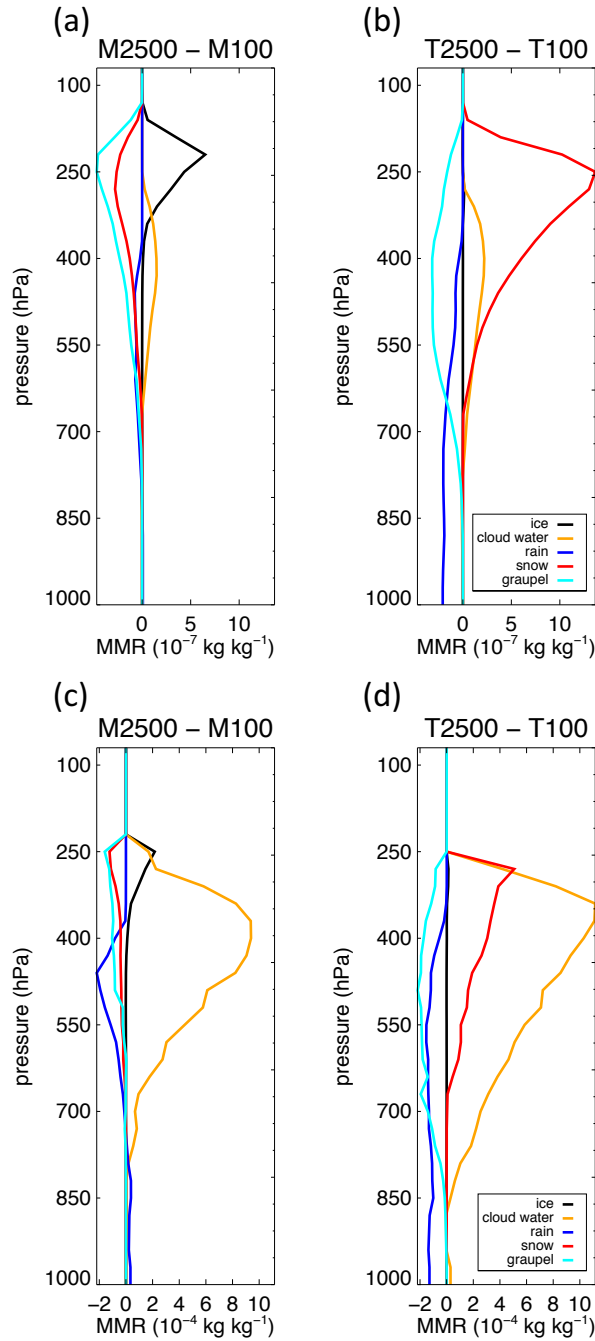 (a)
M2500 − M100
100
250
400
550
700
850
1000
pressure (hPa)
0 5 10
MMR (10⁻⁷ kg kg⁻¹)
(b)
T2500 − T100
100
250
400
550
700
850
1000
pressure (hPa)
ice
cloud water
rain
snow
graupel
0 5 10
MMR (10⁻⁷ kg kg⁻¹)
(c)
M2500 − M100
100
250
400
550
700
850
1000
pressure (hPa)
−2 0 2 4 6 8 10
MMR (10⁻⁴ kg kg⁻¹)
(d)
T2500 − T100
100
250
400
550
700
850
1000
pressure (hPa)
ice
cloud water
rain
snow
graupel
−2 0 2 4 6 8 10
MMR (10⁻⁴ kg kg⁻¹)